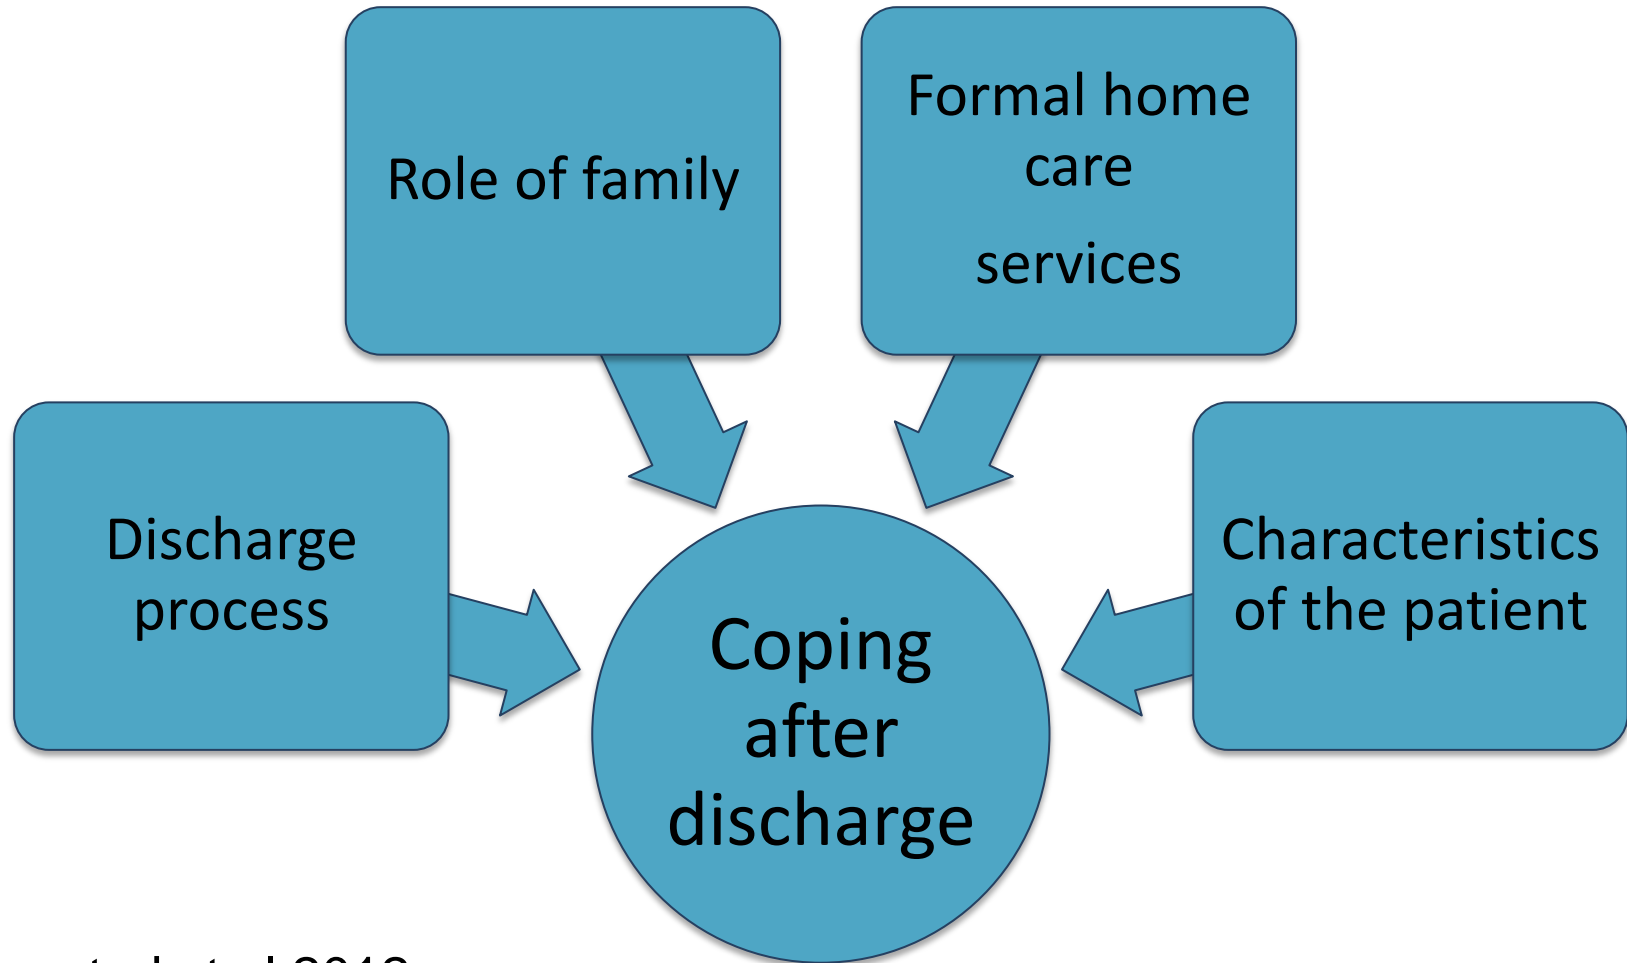 Role of family
Formal home
care
services
Discharge
process
Characteristics
of the patient
Coping
after
discharge